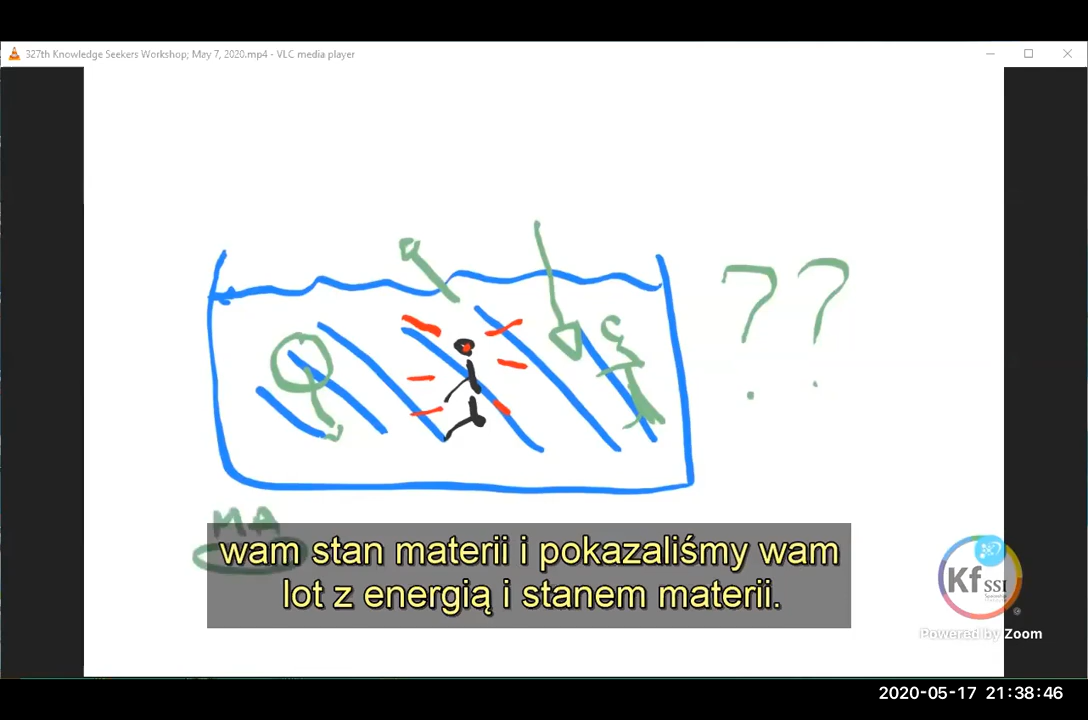 327th Knowledge Seekers Workshop; May 7, 2020.mp4 - VLC media player
? ?
MA
wam stan materii i pokazaliśmy wam
lot z energią i stanem materii.
Kf SSI
Powered by Zoom
2020-05-17 21:38:46